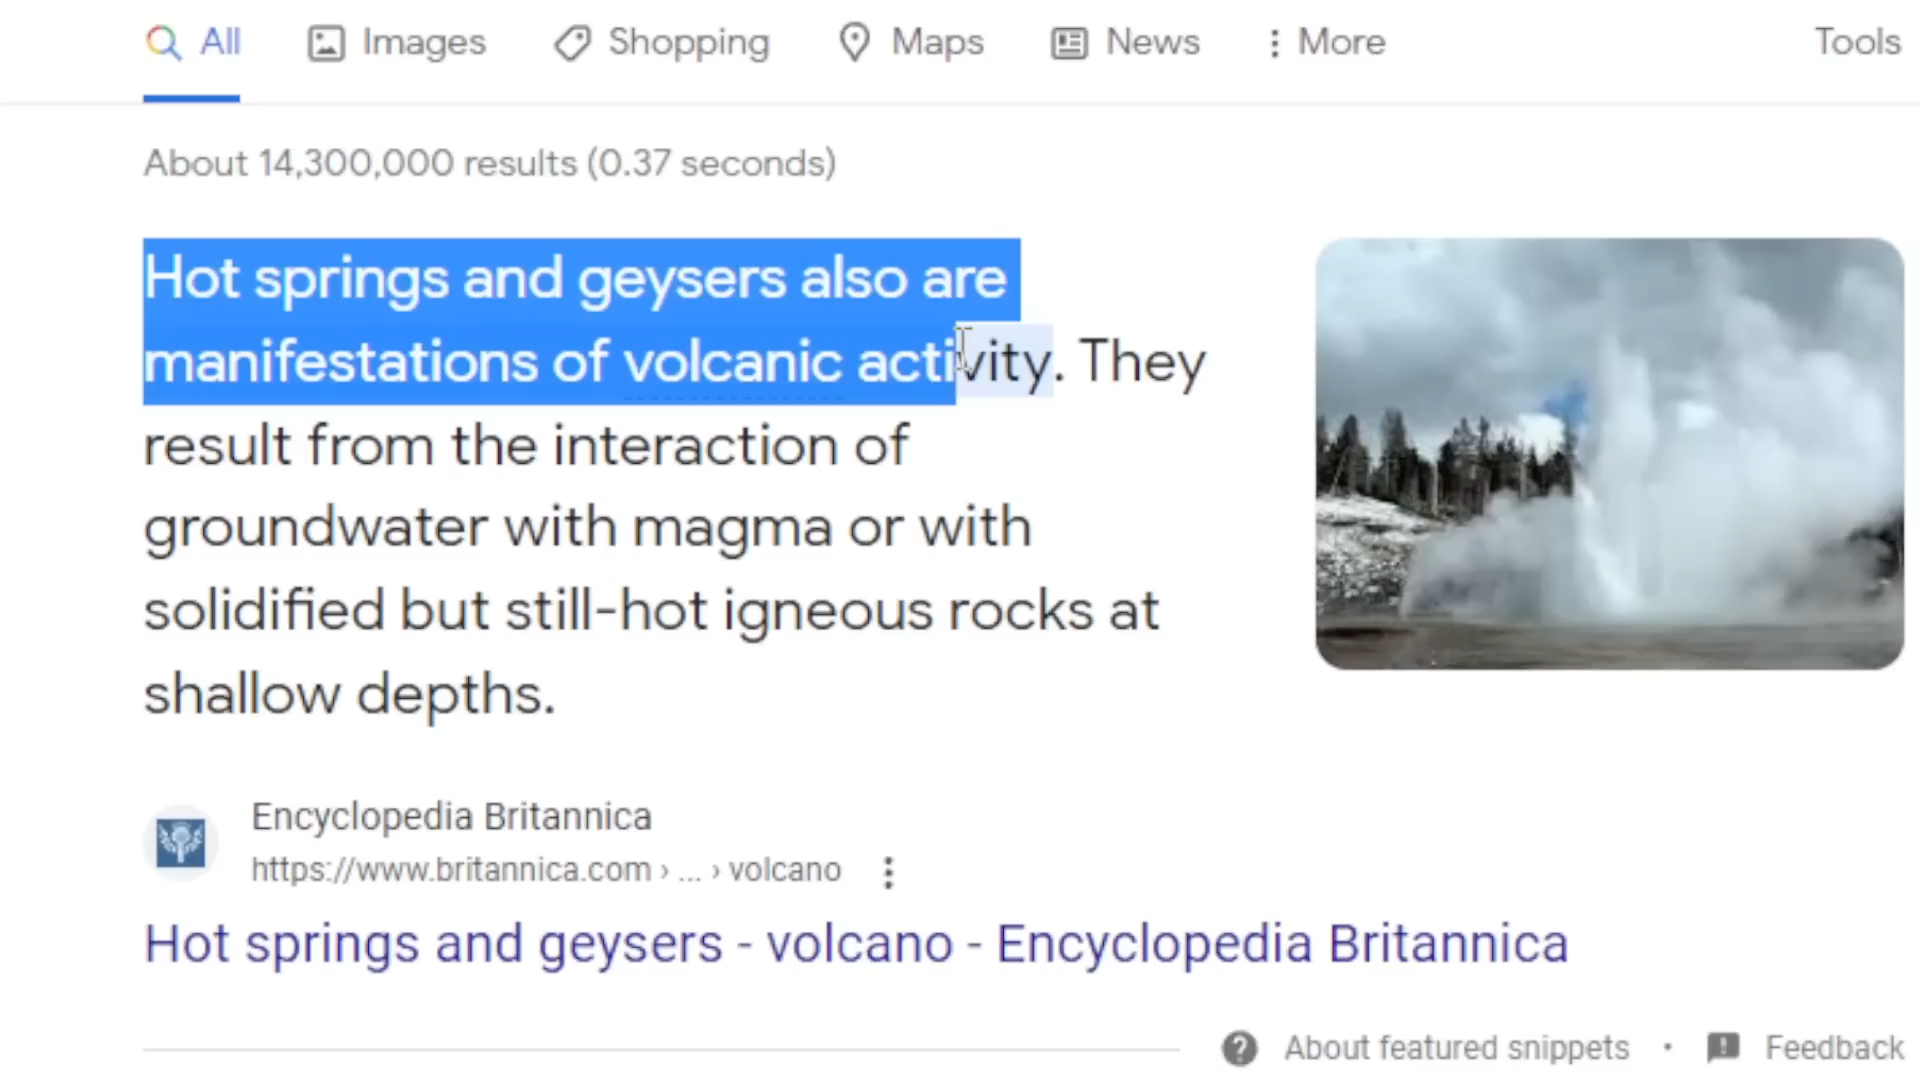 All Images Shopping Maps News More Tools
About 14,300,000 results (0.37 seconds)
Hot springs and geysers also are
manifestations of volcanic activity. They
result from the interaction of
groundwater with magma or with
solidified but still-hot igneous rocks at
shallow depths.
Encyclopedia Britannica
https://www.britannica.com › ... › volcano
Hot springs and geysers - volcano - Encyclopedia Britannica
About featured snippets • Feedback